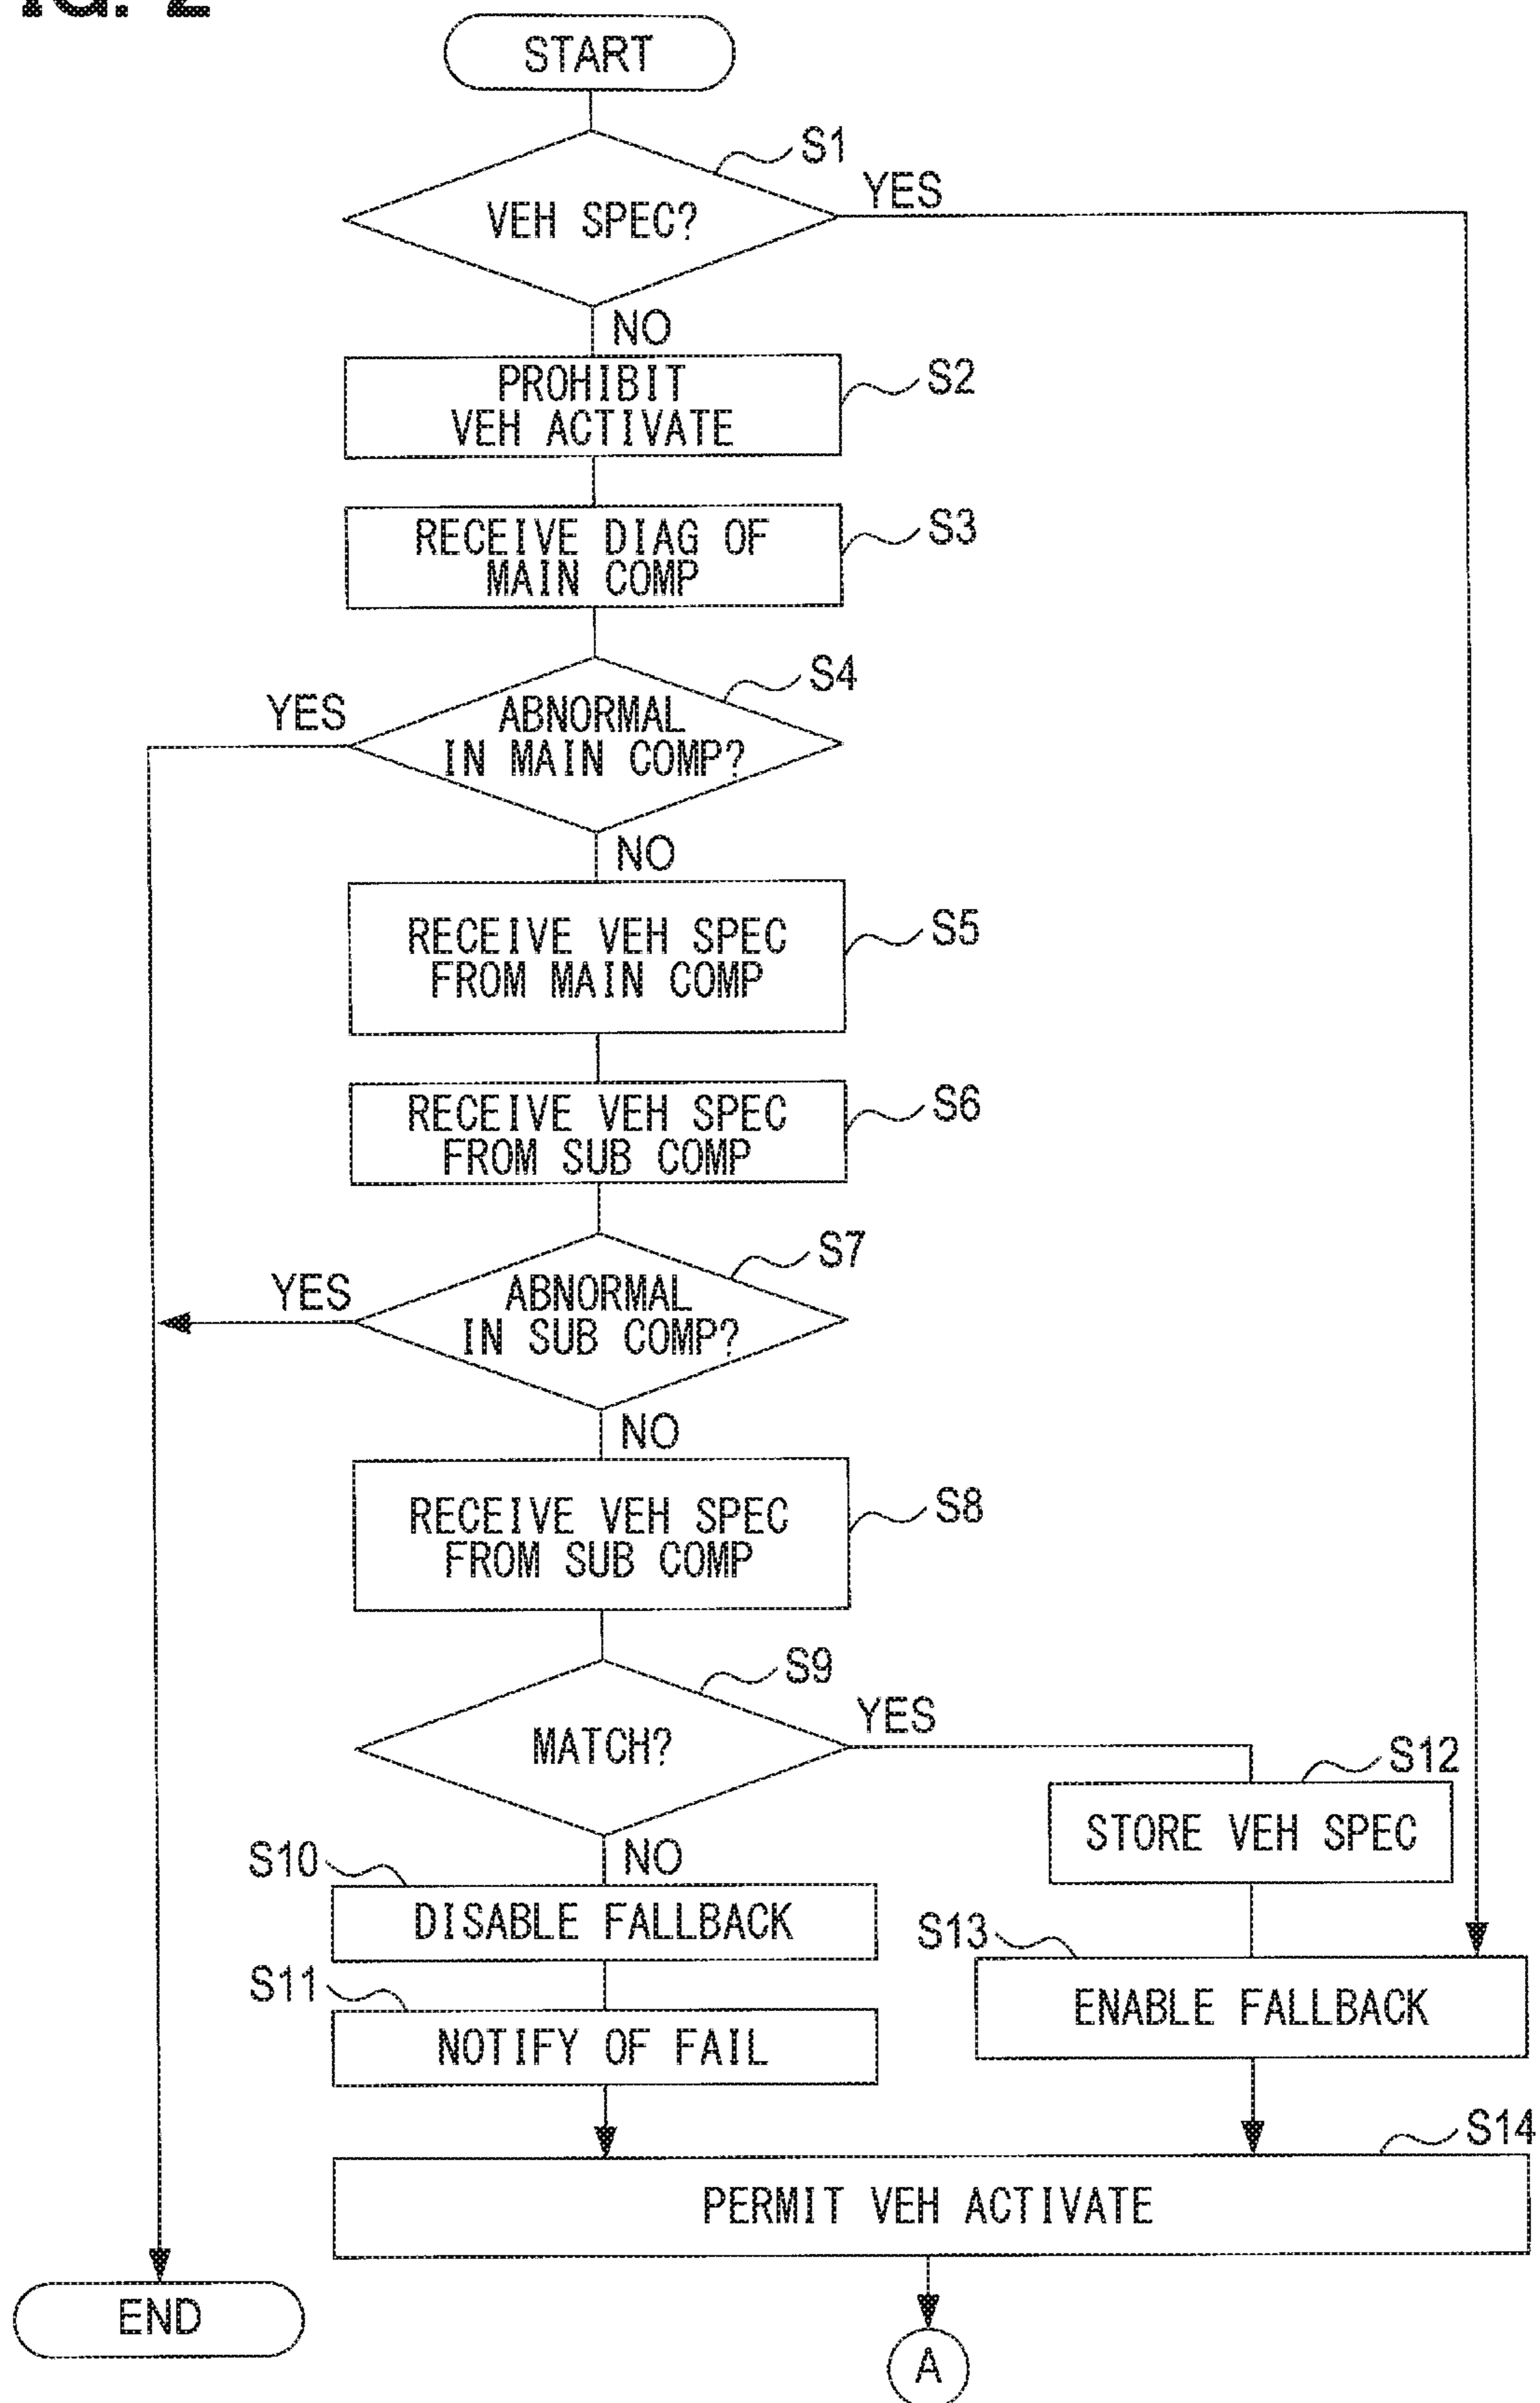 START
S1
VEH SPEC?
YES
NO
PROHIBIT
VEH ACTIVATE
S2
RECEIVE DIAG OF
MAIN COMP
S3
S4
YES
ABNORMAL
IN MAIN COMP?
NO
RECEIVE VEH SPEC
FROM MAIN COMP
S5
RECEIVE VEH SPEC
FROM SUB COMP
S6
S7
YES
ABNORMAL
IN SUB COMP?
NO
RECEIVE VEH SPEC
FROM SUB COMP
S8
S9
MATCH?
YES
S12
STORE VEH SPEC
NO
S10
DISABLE FALLBACK
S13
ENABLE FALLBACK
S11
NOTIFY OF FAIL
S14
PERMIT VEH ACTIVATE
END
A